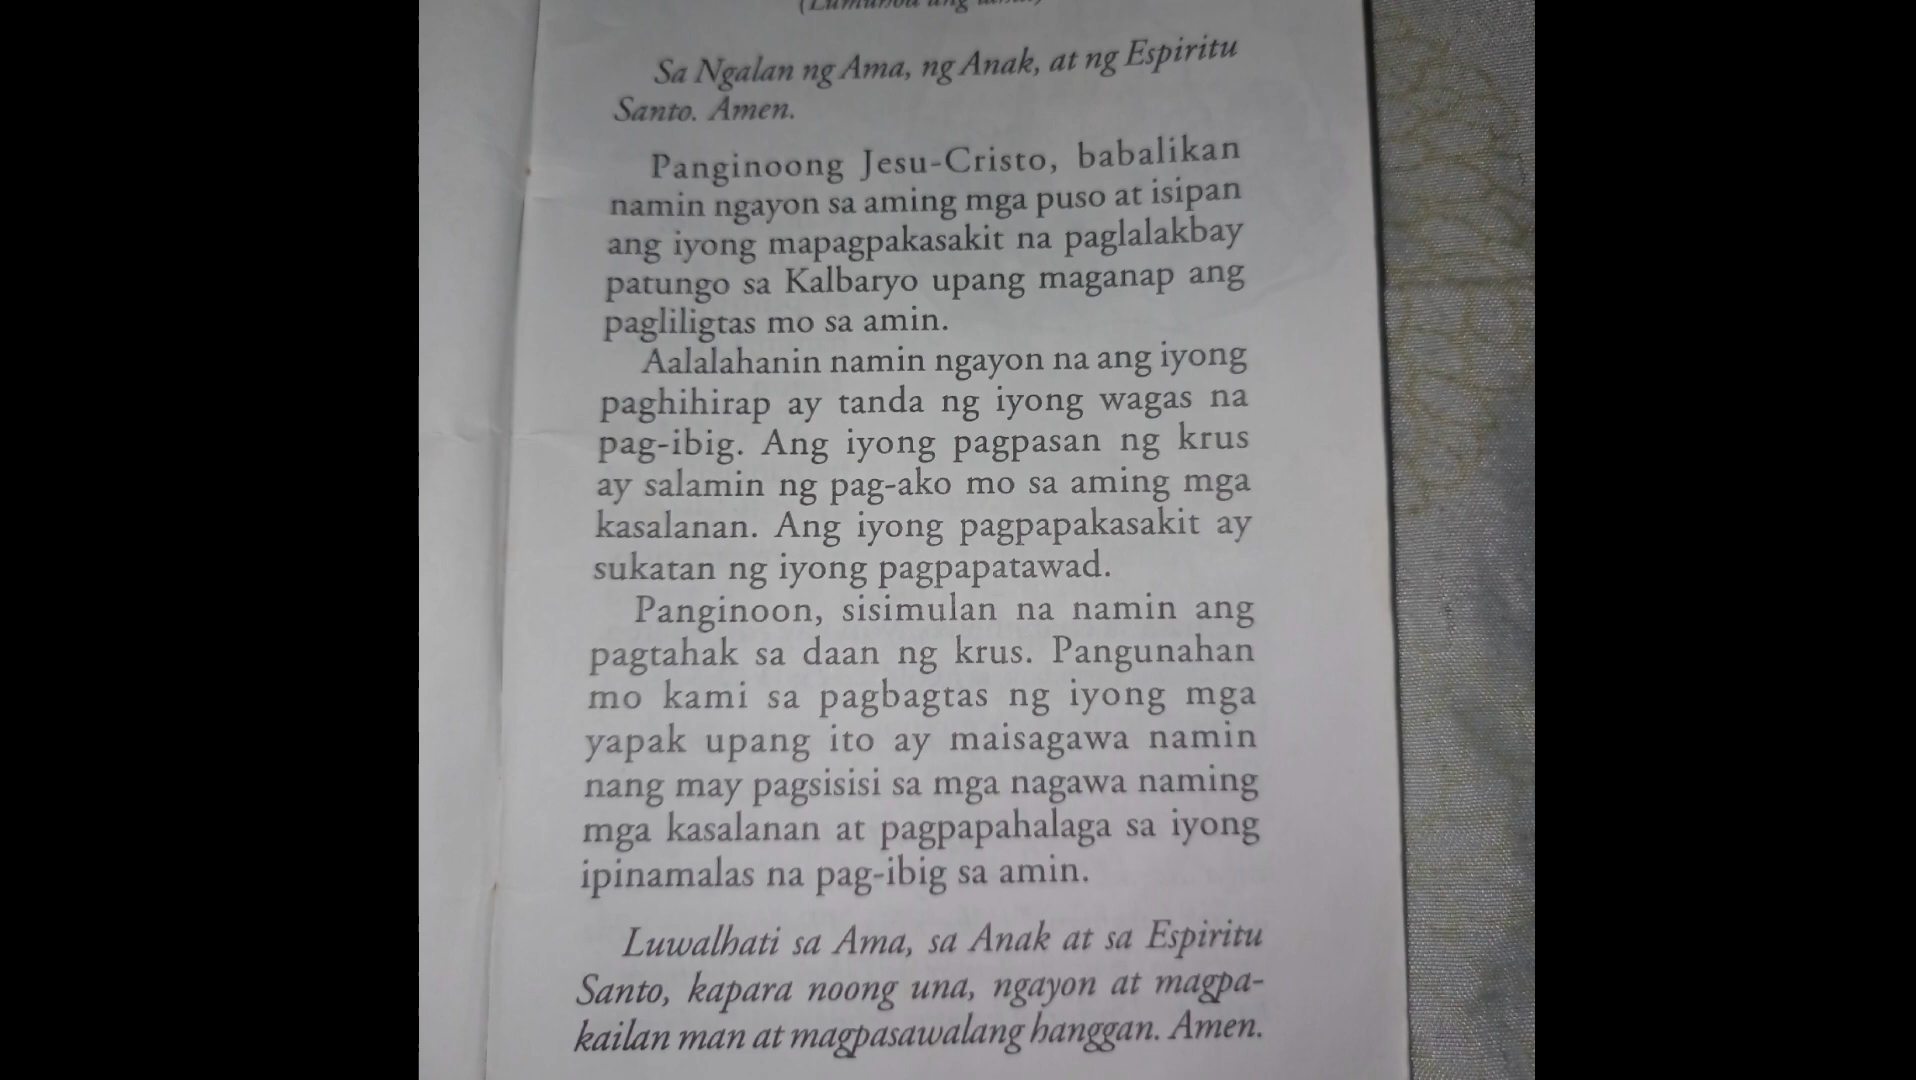 Sa Ngalan ng Ama, ng Anak, at ng Espiritu
Santo. Amen.
Panginoong Jesu-Cristo, babalikan
namin ngayon sa aming mga puso at isipan
ang iyong mapagpakasakit na paglalakbay
patungo sa Kalbaryo upang maganap ang
pagliligtas mo sa amin.
Aalalahanin namin ngayon na ang iyong
paghihirap ay tanda ng iyong wagas na
pag-ibig. Ang iyong pagpasan ng krus
ay salamin ng pag-ako mo sa aming mga
kasalanan. Ang iyong pagpapakasakit ay
sukatan ng iyong pagpapatawad.
Panginoon, sisimulan na namin ang
pagtahak sa daan ng krus. Pangunahan
mo kami sa pagbagtas ng iyong mga
yapak upang ito ay maisagawa namin
nang may pagsisisi sa mga nagawa naming
mga kasalanan at pagpapahalaga sa iyong
ipinamalas na pag-ibig sa amin.
Luwalhati sa Ama, sa Anak at sa Espiritu
Santo, kapara noong una, ngayon at magpa-
kailan man at magpasawalang hanggan. Amen.